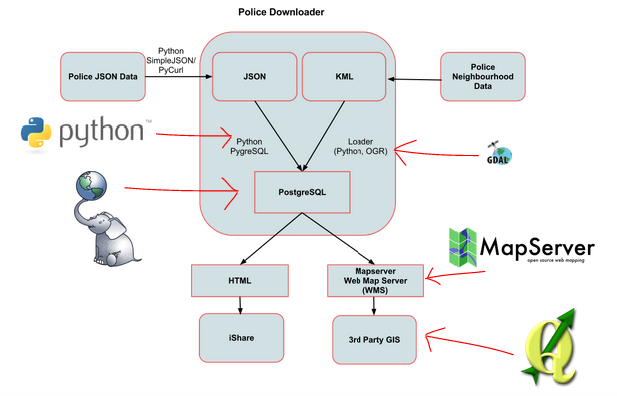 Police Downloader
Python
SimpleJSON/
PyCurl
Police JSON Data
JSON
KML
Police
Neighbourhood
Data
python™
Python
PygreSQL
Loader
(Python, OGR)
GDAL
PostgreSQL
MapServer
open source web mapping
HTML
Mapserver
Web Map Server
(WMS)
iShare
3rd Party GIS